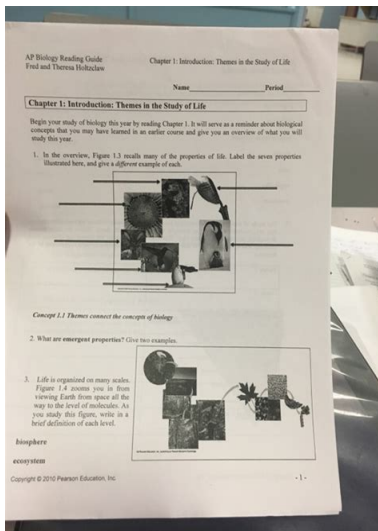 AP Biology Reading Guide
Chapter 1: Introduction: Themes in the Study of Life
Fred and Theresa Holtzclaw
Name Period
Chapter 1: Introduction: Themes in the Study of Life
Begin your study of biology this year by reading Chapter 1. It will serve as a reminder about biological
concepts that you may have learned in an earlier course and give you an overview of what you will
study this year.
1. In the overview, Figure 1.3 recalls many of the properties of life. Label the seven properties
illustrated here, and give a different example of each.
Concept 1.1 Themes connect the concepts of biology
2. What are emergent properties? Give two examples.
3. Life is organized on many scales.
Figure 1.4 zooms you in from
viewing Earth from space all the
way to the level of molecules. As
you study this figure, write in a
brief definition of each level.
biosphere
ecosystem
Copyright © 2010 Pearson Education, Inc.
- 1 -